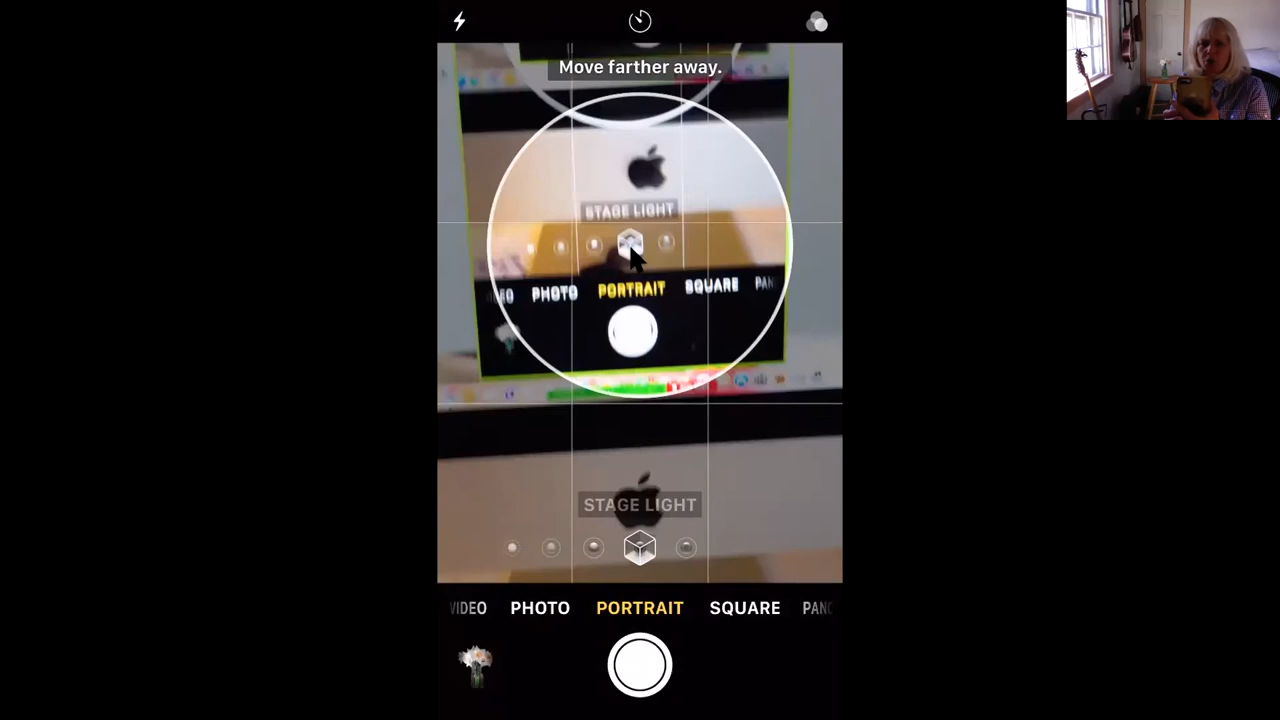 Move farther away.
STAGE LIGHT
PHOTO PORTRAIT SQUARE
STAGE LIGHT
VIDEO PHOTO PORTRAIT SQUARE PANO